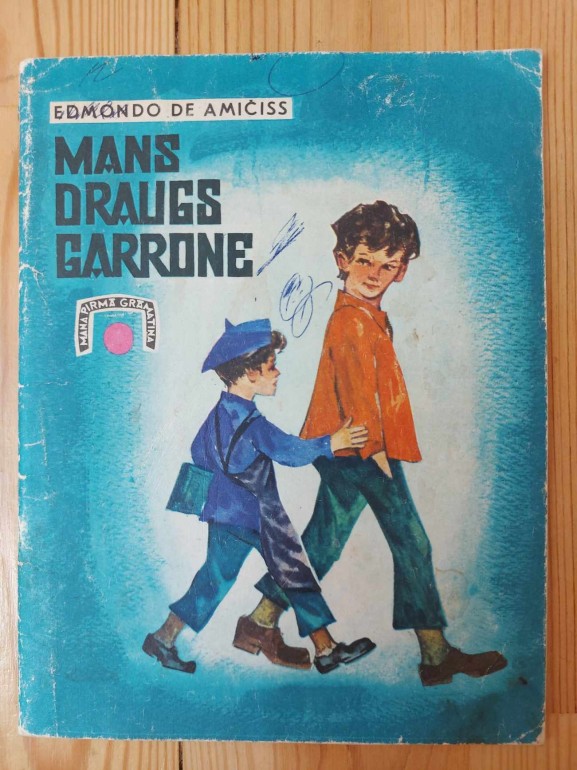 EDMONDO DE AMIČISS
MANS
DRAUGS
GARRONE
MANA PIRMĀ GRĀMATIŅA